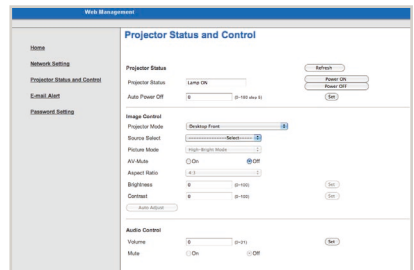 Web Management
Projector Status and Control
Home
Network Setting
Projector Status and Control
E-mail Alert
Password Setting
Projector Status
Refresh
Projector Status Lamp ON Power ON
Power OFF
Auto Power Off 0 (0-100 step 5) Set
Image Control
Projector Mode Desktop Front
Source Select --------Select--------
Picture Mode High-Bright Mode
AV-Mute On Off
Aspect Ratio 4:3
Brightness 0 (0-100) Set
Contrast 0 (0-100) Set
Auto Adjust
Audio Control
Volume 0 (0-31) Set
Mute On Off